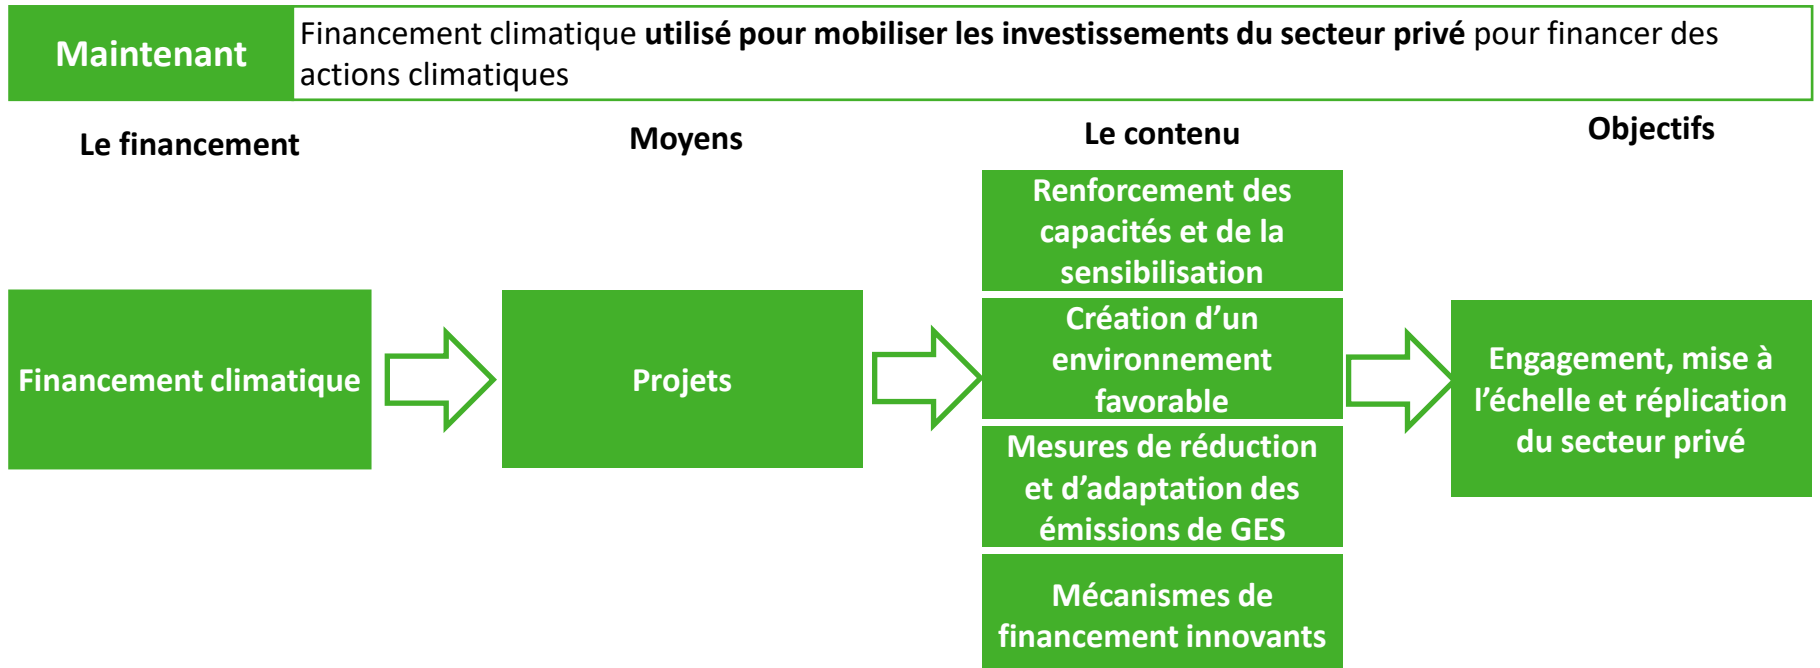 Maintenant
Financement climatique utilisé pour mobiliser les investissements du secteur privé pour financer des
actions climatiques
Le financement
Moyens
Le contenu
Objectifs
Financement climatique
Projets
Renforcement des
capacités et de la
sensibilisation
Création d’un
environnement
favorable
Mesures de réduction
et d’adaptation des
émissions de GES
Mécanismes de
financement innovants
Engagement, mise à
l’échelle et réplication
du secteur privé